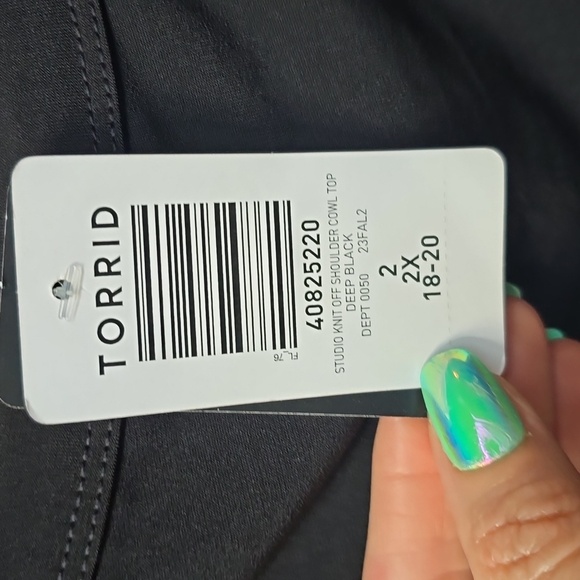 TORRID
FL_76
40825220
STUDIO KNIT OFF SHOULDER COWL TOP
DEEP BLACK
DEPT 0050 23FAL2
2
2X
18-20